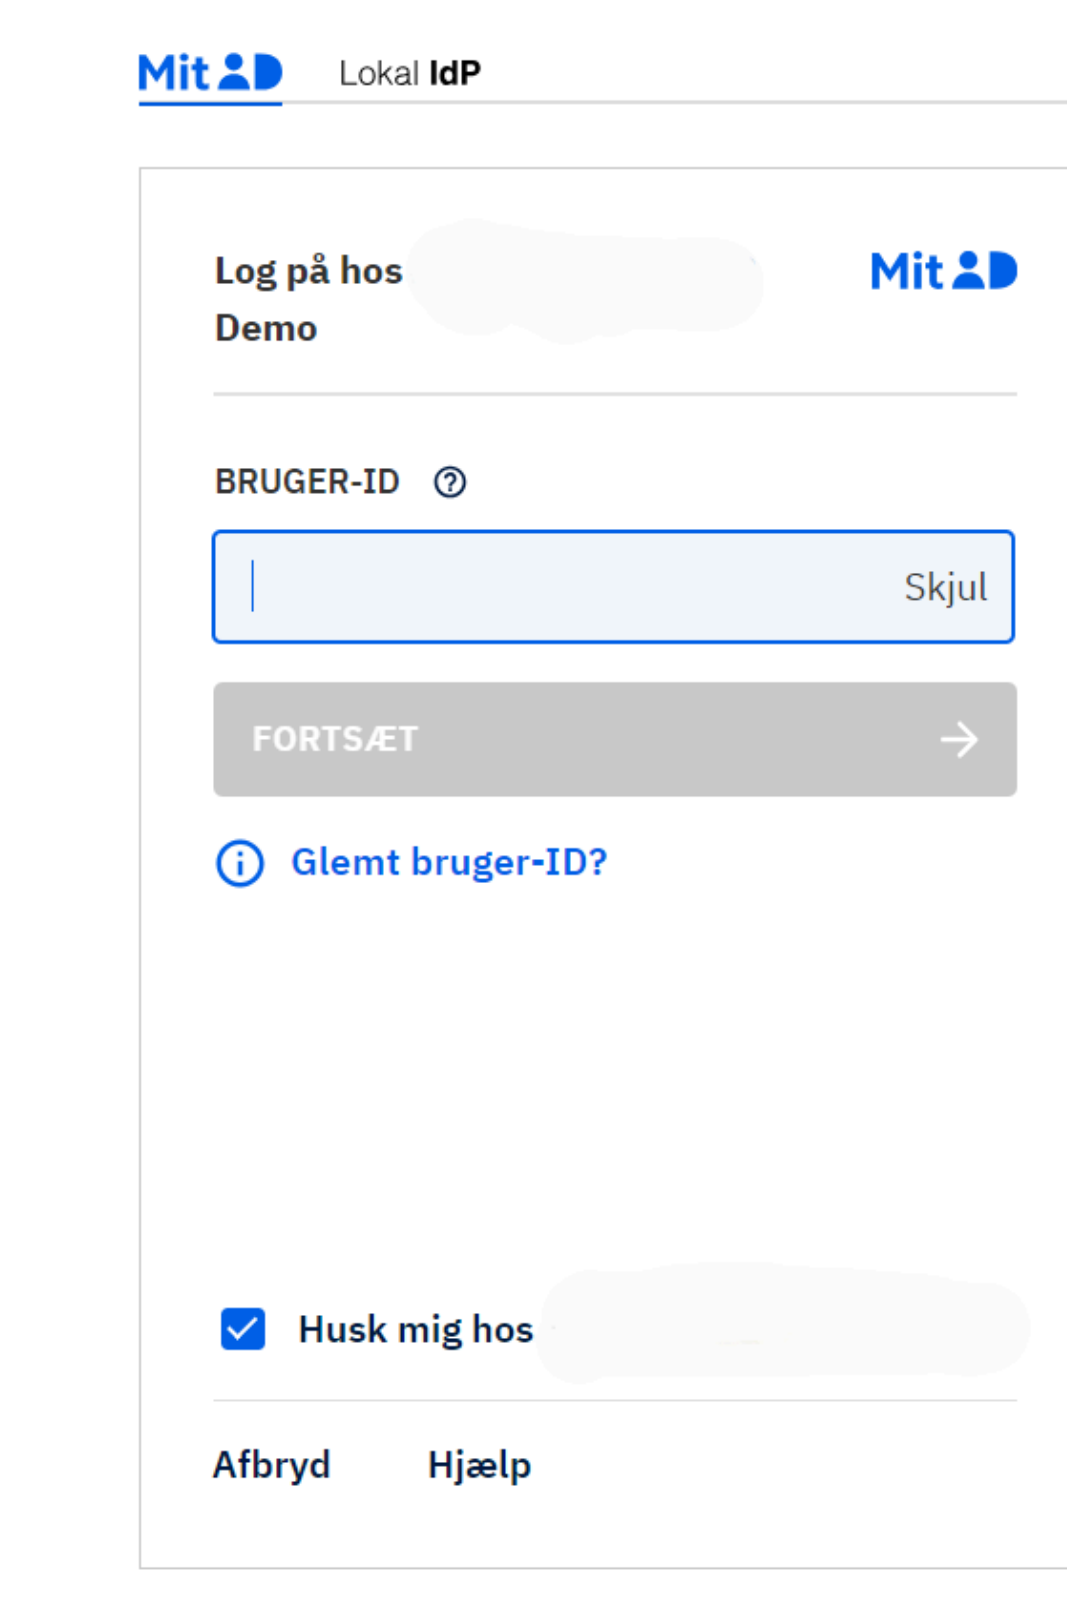 MitID
Lokal IdP
Log på hos
MitID
Demo
BRUGER-ID
Skjul
FORTSÆT
Glemt bruger-ID?
Husk mig hos
Afbryd
Hjælp